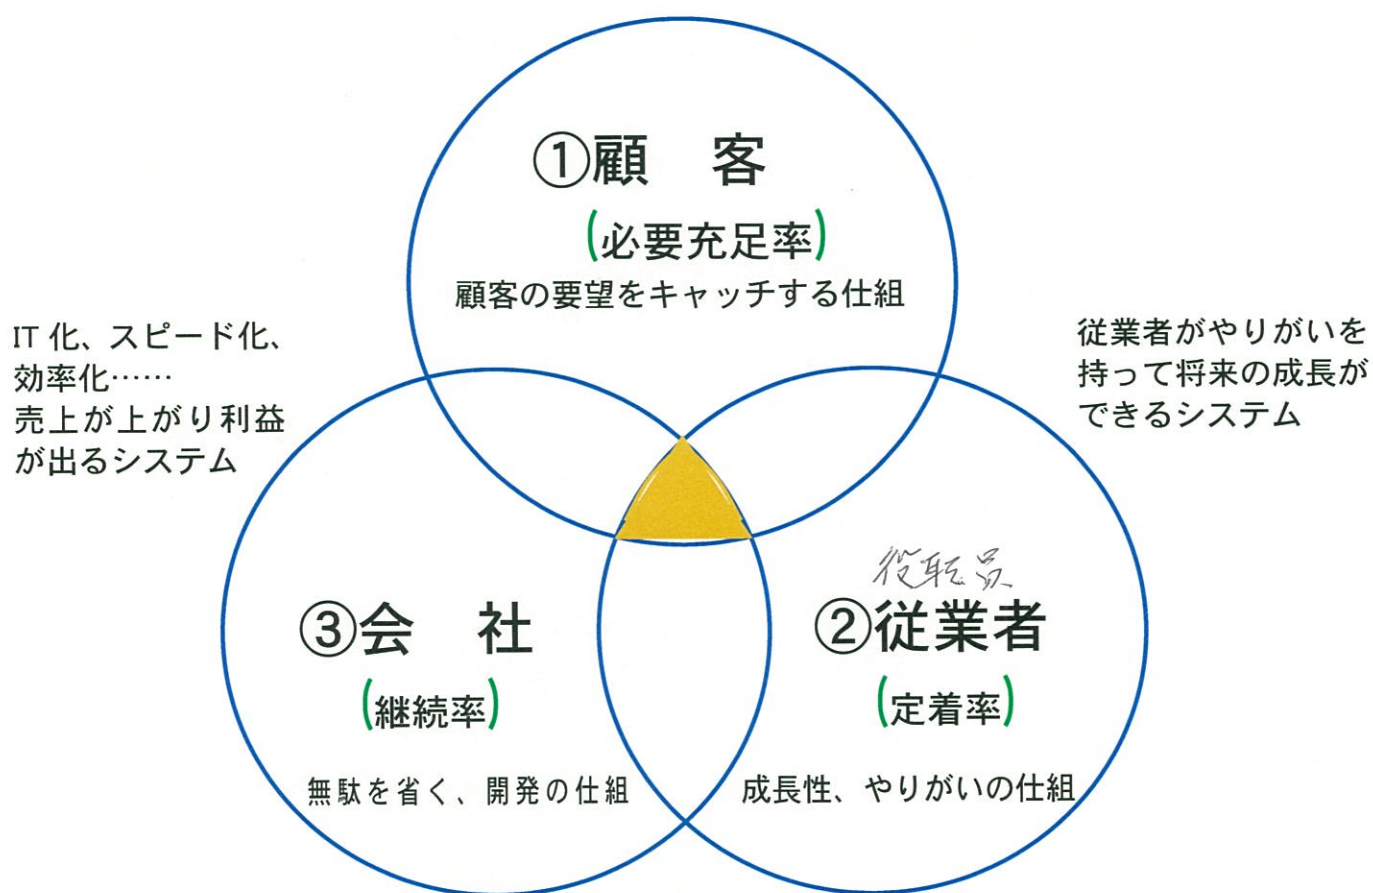 ①顧　客
(必要充足率)
顧客の要望をキャッチする仕組
IT 化、スピード化、
効率化……
売上が上がり利益
が出るシステム
従業者がやりがいを
持って将来の成長が
できるシステム
役職員
②従業者
(定着率)
成長性、やりがいの仕組
③会　社
(継続率)
無駄を省く、開発の仕組